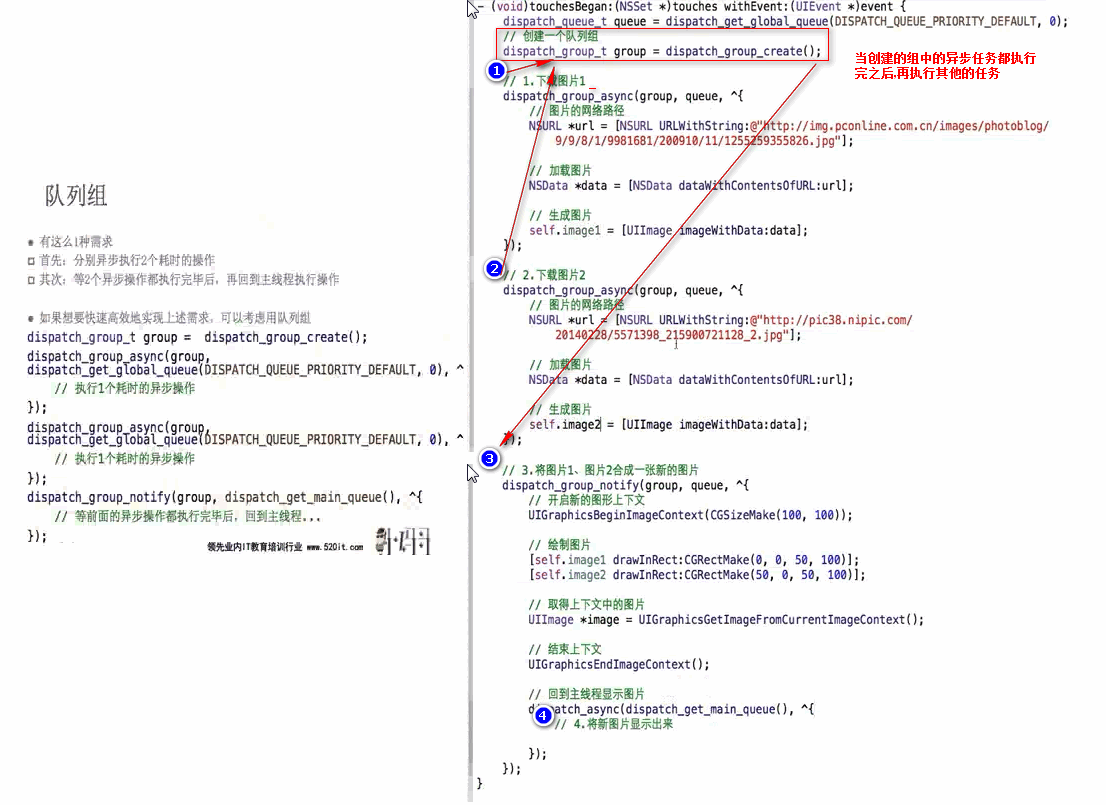 队列组
有这么1种需求
首先：分别异步执行2个耗时的操作
其次：等2个异步操作都执行完毕后，再回到主线程执行操作
如果想要快速高效地实现上述需求，可以考虑用队列组
dispatch_group_t group =  dispatch_group_create();
dispatch_group_async(group,
dispatch_get_global_queue(DISPATCH_QUEUE_PRIORITY_DEFAULT, 0), ^
// 执行1个耗时的异步操作
});
dispatch_group_async(group,
dispatch_get_global_queue(DISPATCH_QUEUE_PRIORITY_DEFAULT, 0), ^
// 执行1个耗时的异步操作
});
dispatch_group_notify(group, dispatch_get_main_queue(), ^{
// 等前面的异步操作都执行完毕后，回到主线程...
});
领先业内IT教育培训行业 www.520it.com
- (void)touchesBegan:(NSSet *)touches withEvent:(UIEvent *)event {
dispatch_queue_t queue = dispatch_get_global_queue(DISPATCH_QUEUE_PRIORITY_DEFAULT, 0);
// 创建一个队列组
dispatch_group_t group = dispatch_group_create();
当创建的组中的异步任务都执行
完之后,再执行其他的任务
1
// 1.下载图片1
dispatch_group_async(group, queue, ^{
// 图片的网络路径
NSURL *url = [NSURL URLWithString:@"http://img.pconline.com.cn/images/photoblog/
9/9/8/1/9981681/200910/11/1255259355826.jpg"];
// 加载图片
NSData *data = [NSData dataWithContentsOfURL:url];
// 生成图片
self.image1 = [UIImage imageWithData:data];
});
2
// 2.下载图片2
dispatch_group_async(group, queue, ^{
// 图片的网络路径
NSURL *url = [NSURL URLWithString:@"http://pic38.nipic.com/
20140228/5571398_215900721128_2.jpg"];
// 加载图片
NSData *data = [NSData dataWithContentsOfURL:url];
// 生成图片
self.image2 = [UIImage imageWithData:data];
});
3
// 3.将图片1、图片2合成一张新的图片
dispatch_group_notify(group, queue, ^{
// 开启新的图形上下文
UIGraphicsBeginImageContext(CGSizeMake(100, 100));
// 绘制图片
[self.image1 drawInRect:CGRectMake(0, 0, 50, 100)];
[self.image2 drawInRect:CGRectMake(50, 0, 50, 100)];
// 取得上下文中的图片
UIImage *image = UIGraphicsGetImageFromCurrentImageContext();
// 结束上下文
UIGraphicsEndImageContext();
// 回到主线程显示图片
dispatch_async(dispatch_get_main_queue(), ^{
4
// 4.将新图片显示出来
});
});
}